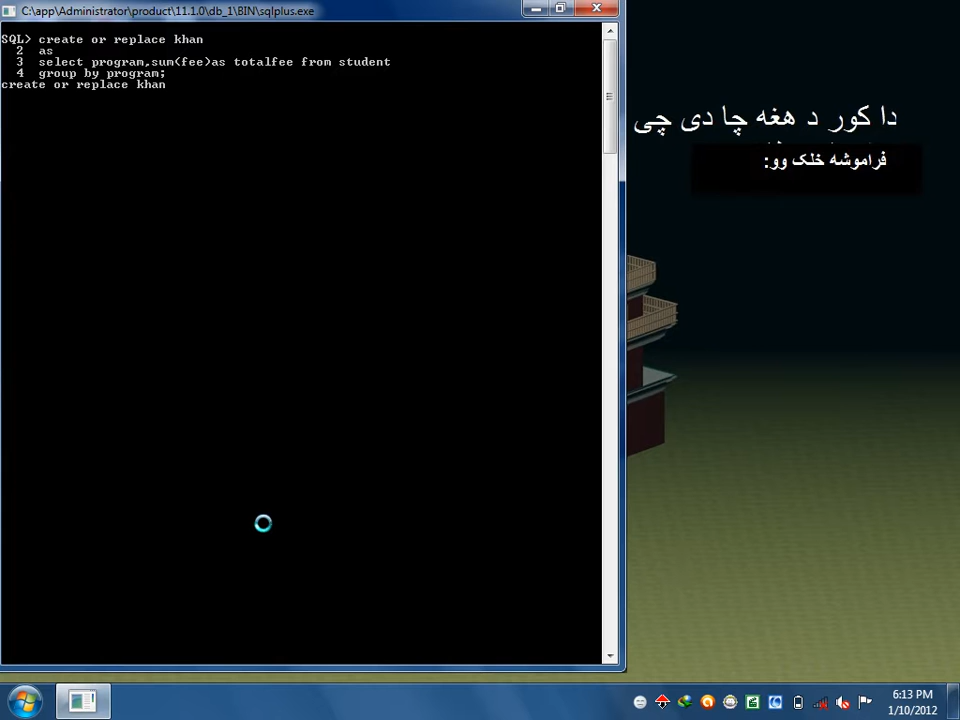 C:\app\Administrator\product\11.1.0\db_1\BIN\sqlplus.exe
SQL> create or replace khan
2 as
3 select program,sum(fee)as totalfee from student
4 group by program;
create or replace khan
دا کور د هغه چا دی چی
فراموشه خلک وو:
6:13 PM
1/10/2012